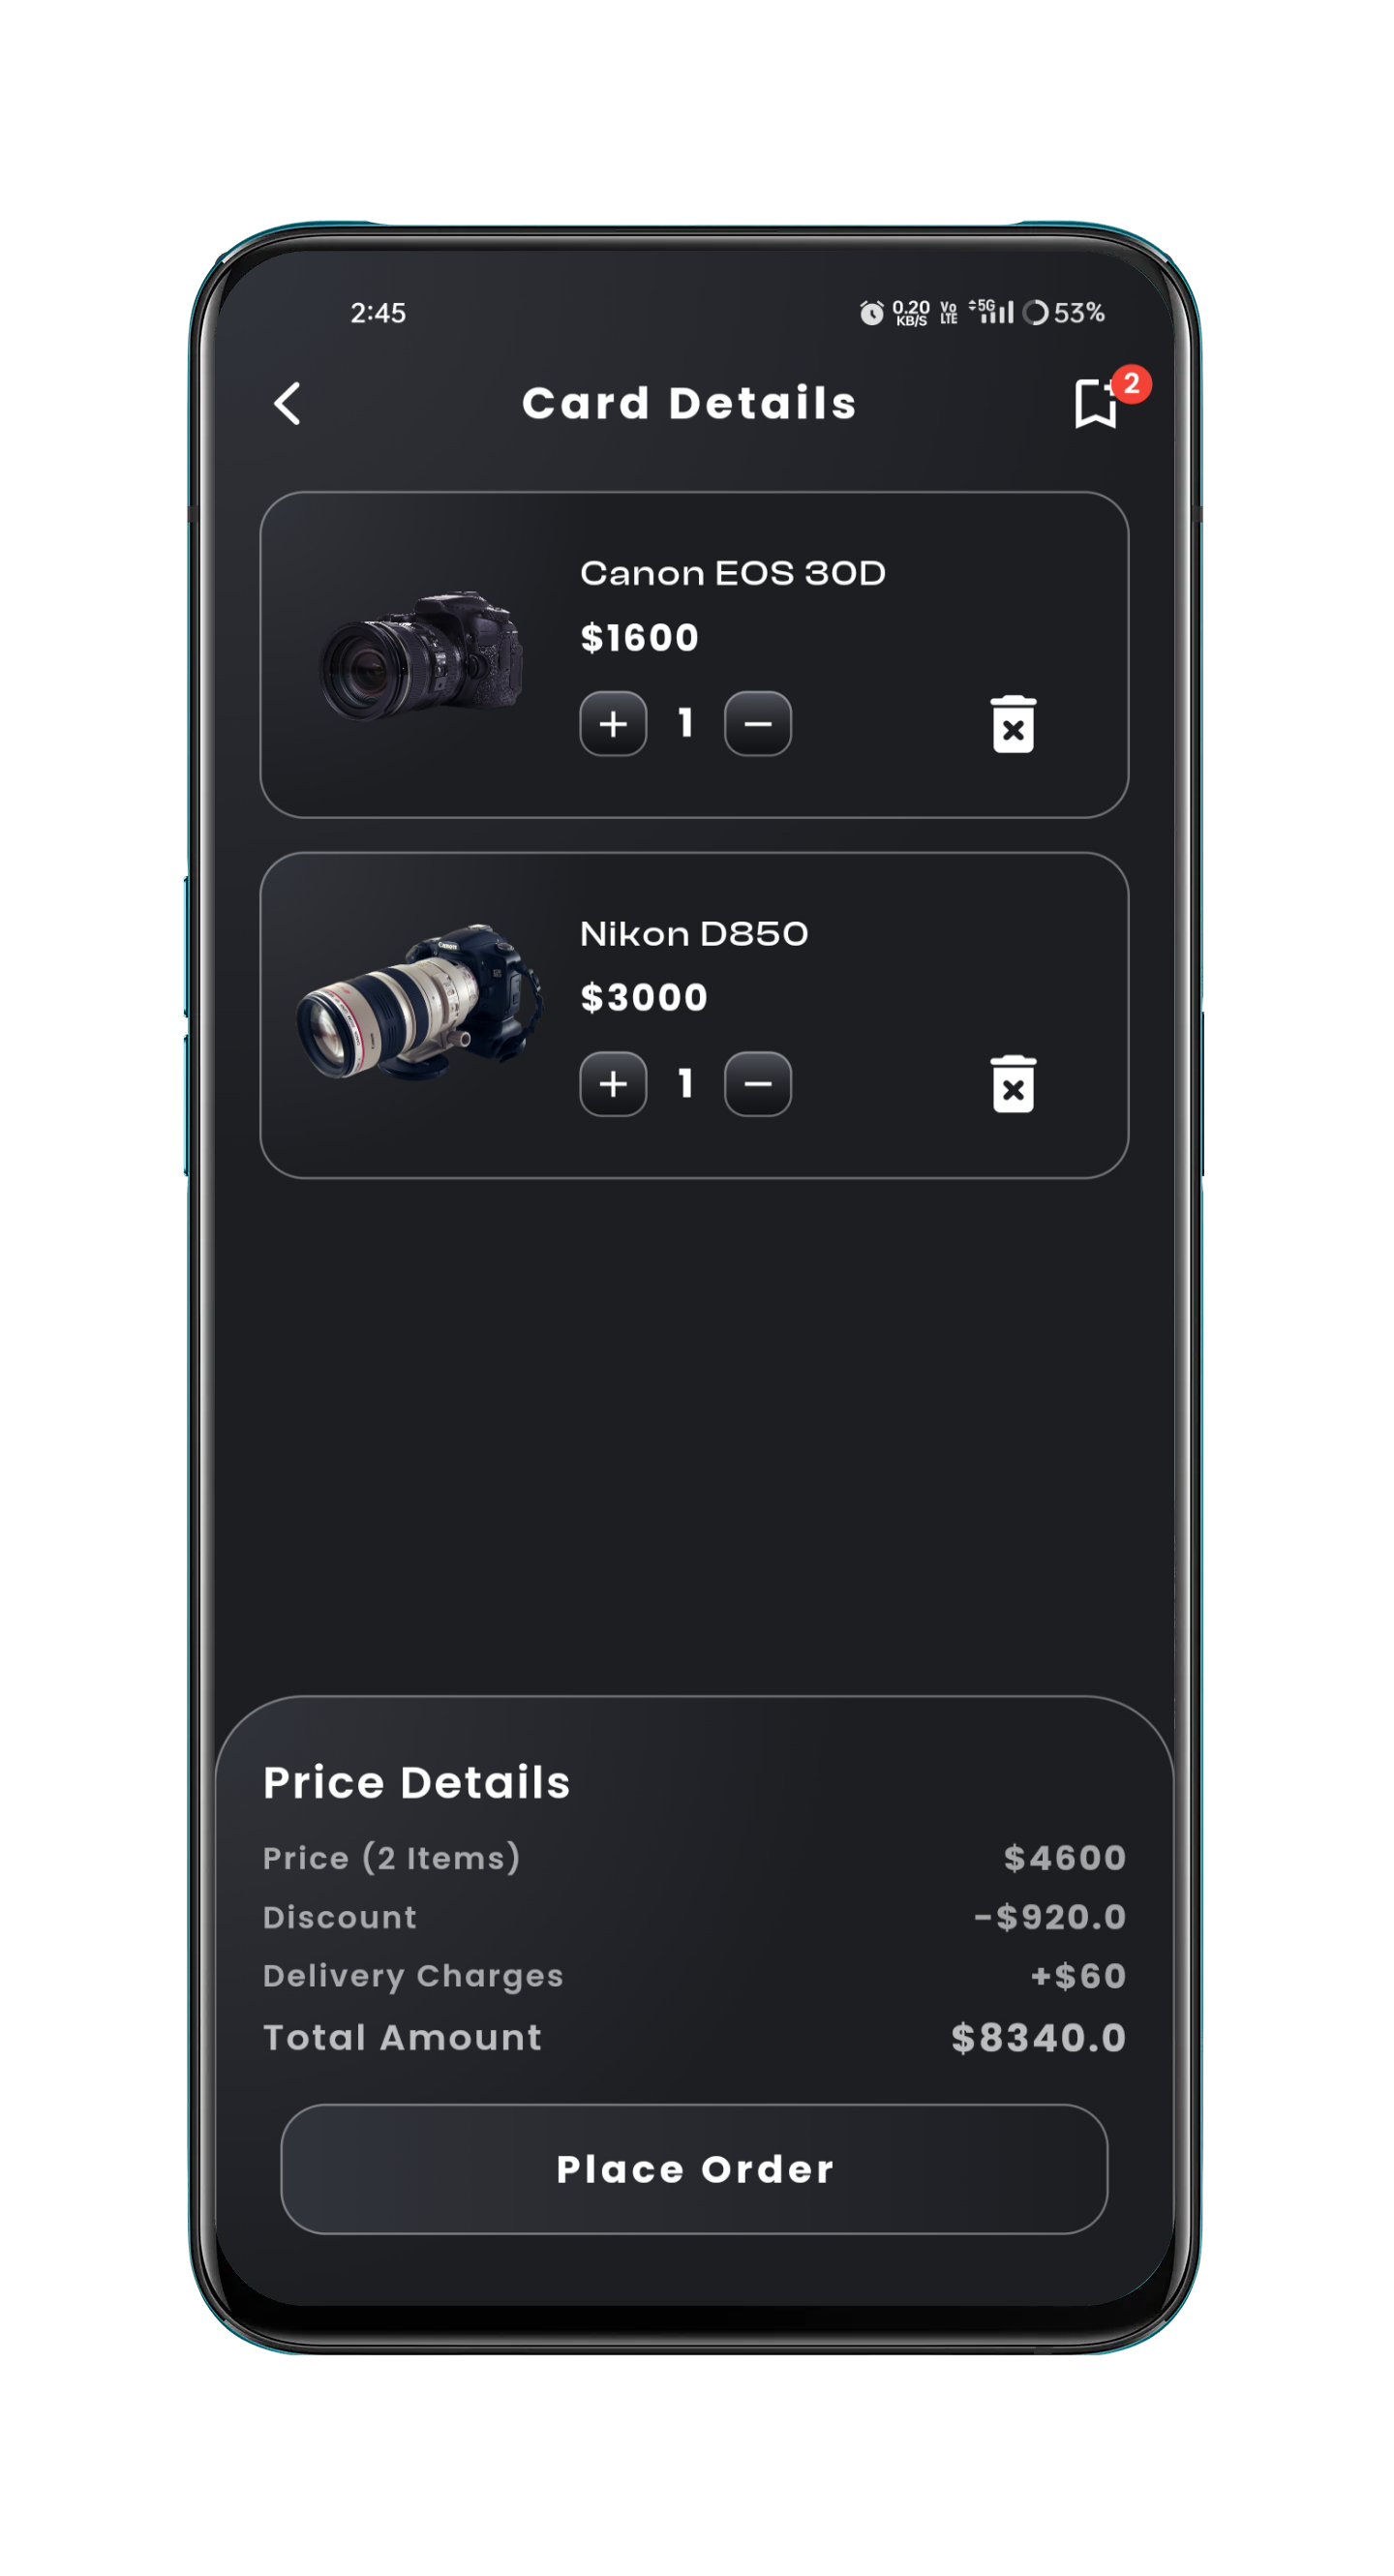 2:45
0.20 KB/S Vo LTE 5G 53%
Card Details
2
Canon EOS 30D
$1600
+ 1 −
Canon
Nikon D850
$3000
+ 1 −
Price Details
Price (2 Items) $4600
Discount -$920.0
Delivery Charges +$60
Total Amount $8340.0
Place Order